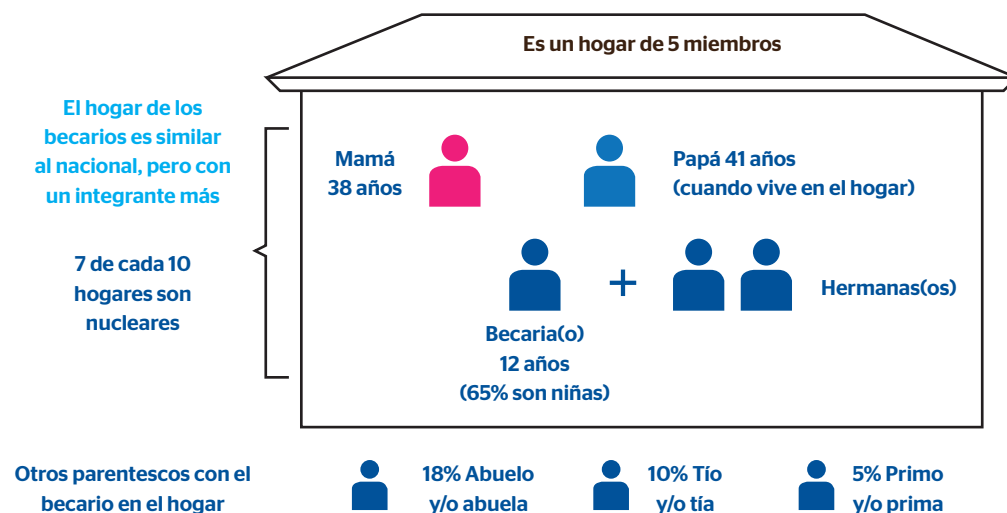 Es un hogar de 5 miembros
El hogar de los
becarios es similar
al nacional, pero con
un integrante más
7 de cada 10
hogares son
nucleares
Mamá
38 años
Papá 41 años
(cuando vive en el hogar)
+
Hermanas(os)
Becaria(o)
12 años
(65% son niñas)
Otros parentescos con el
becario en el hogar
18% Abuelo
y/o abuela
10% Tío
y/o tía
5% Primo
y/o prima